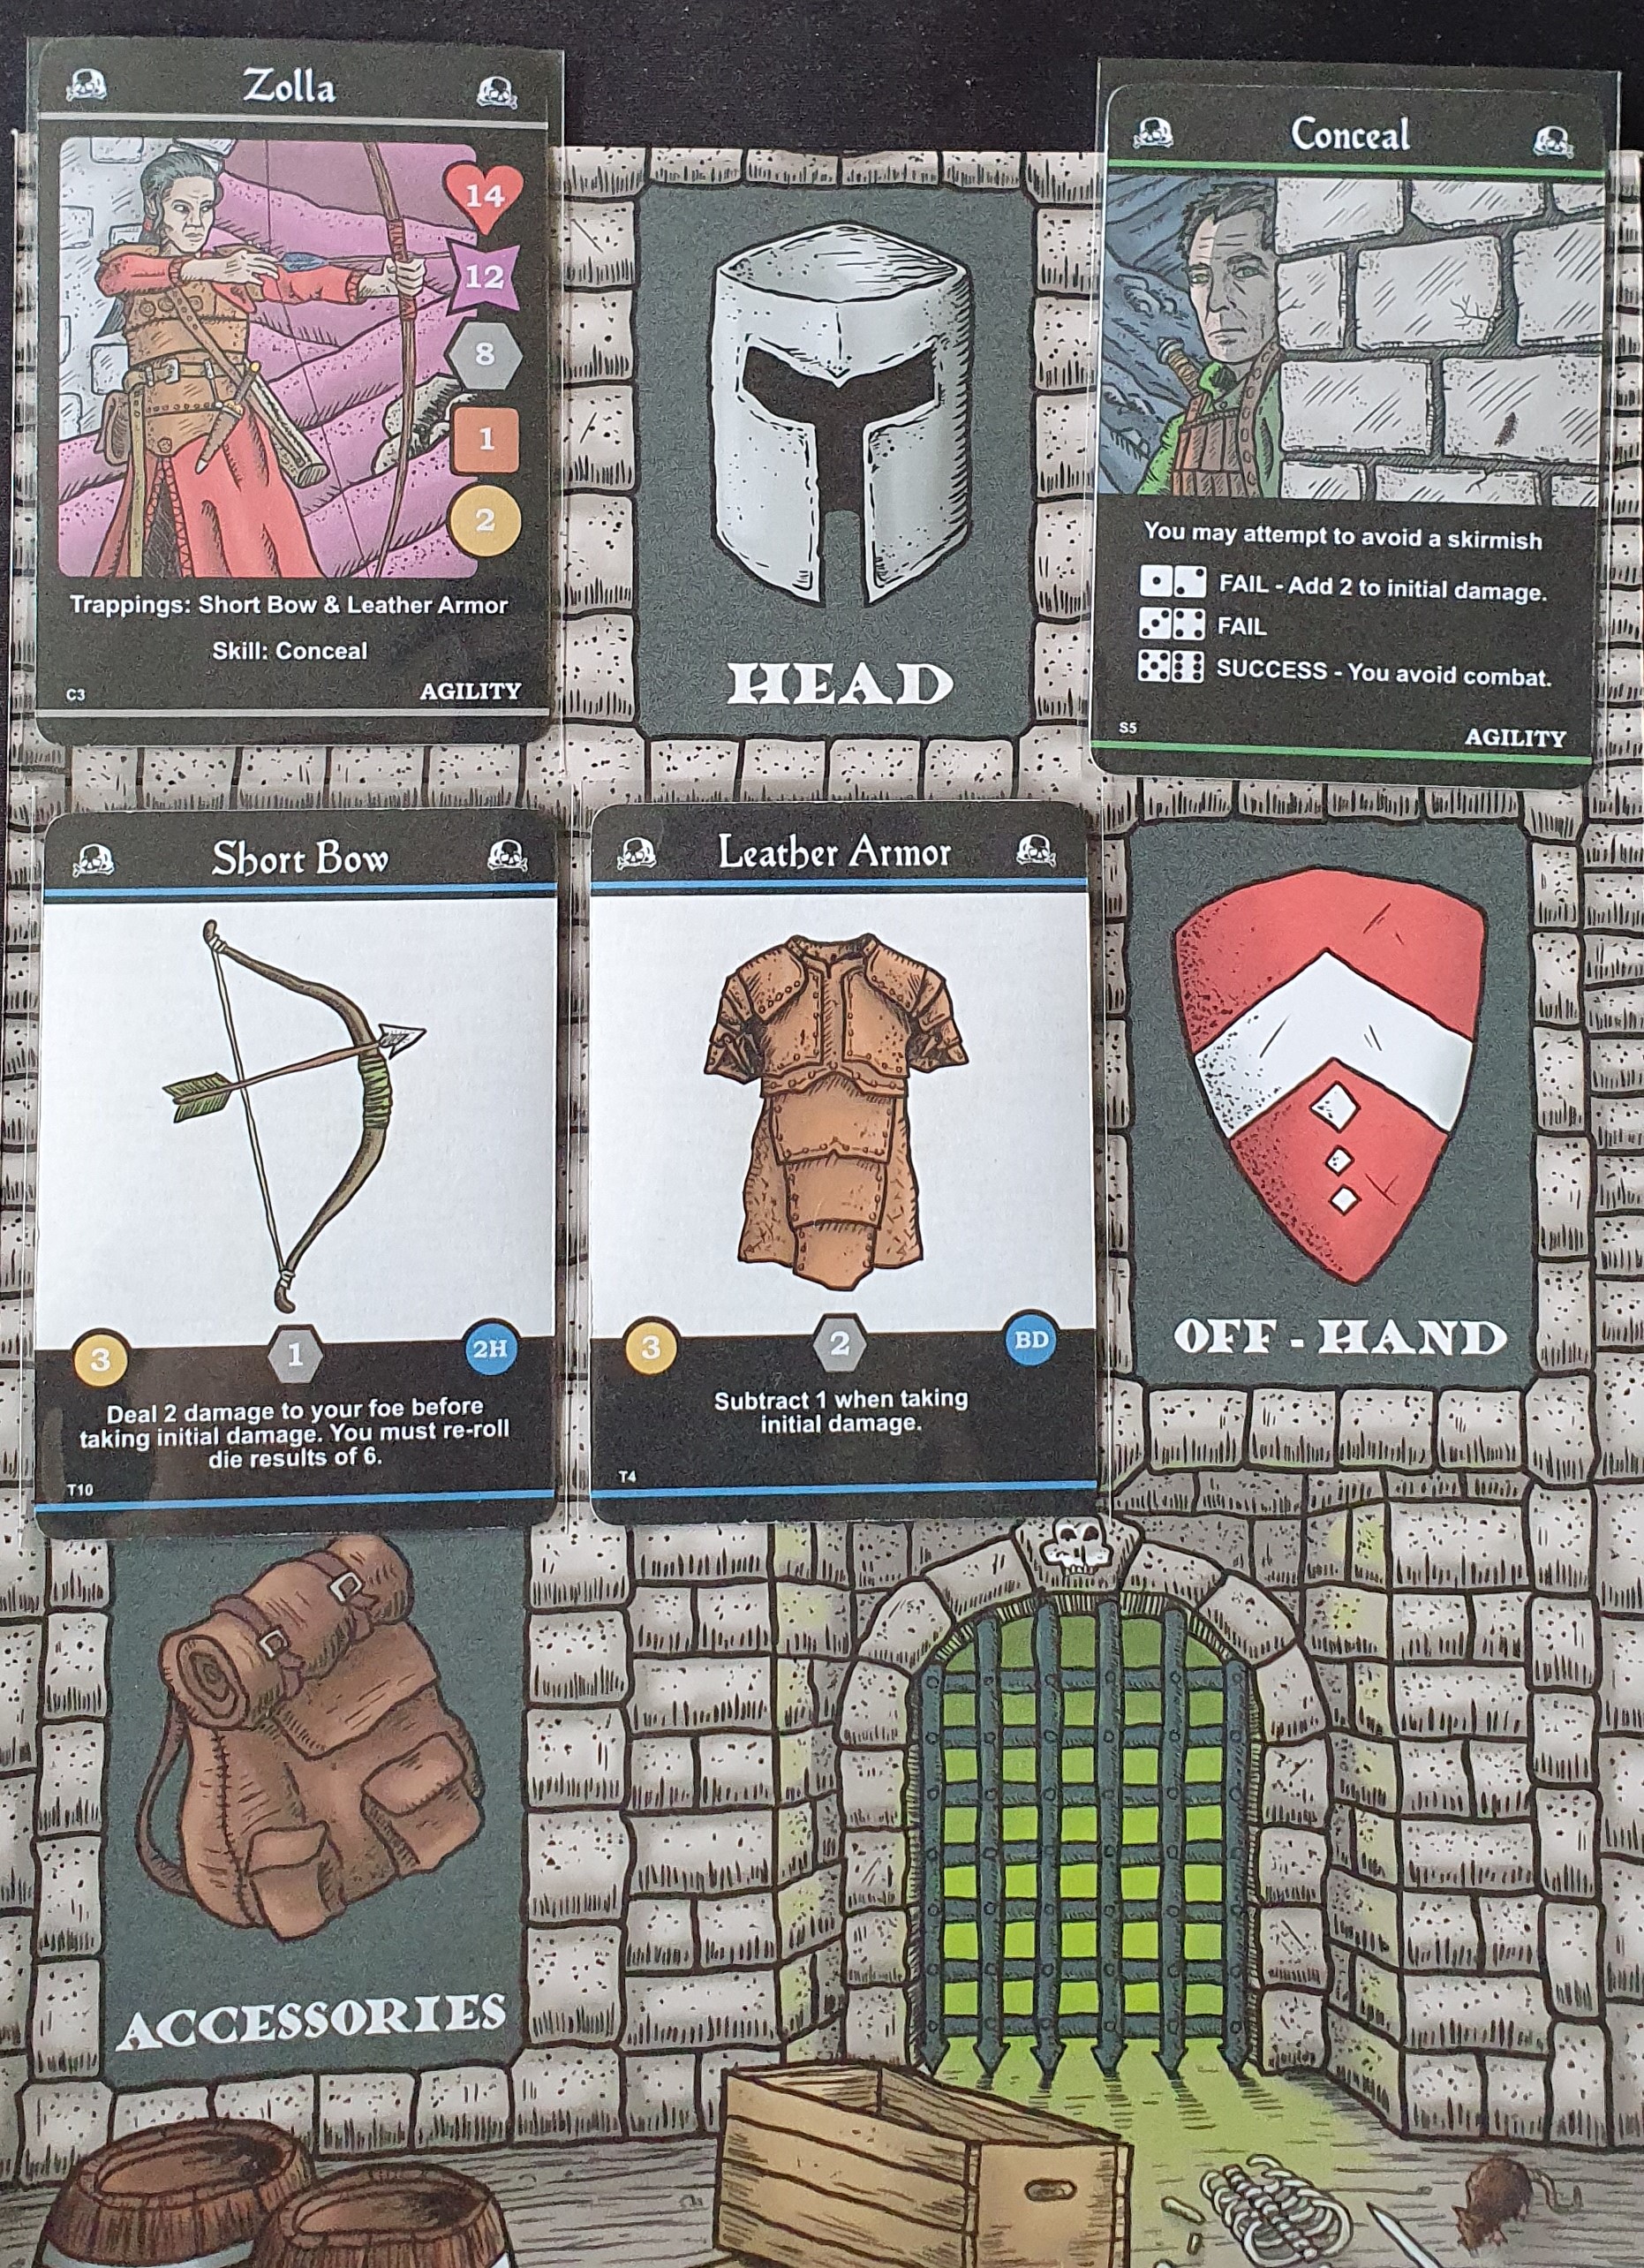 Zolla
14
12
8
1
2
Trappings: Short Bow & Leather Armor
Skill: Conceal
C3 AGILITY
HEAD
Conceal
You may attempt to avoid a skirmish
FAIL - Add 2 to initial damage.
FAIL
SUCCESS - You avoid combat.
S5 AGILITY
Short Bow
3 1 2H
Deal 2 damage to your foe before
taking initial damage. You must re-roll
die results of 6.
T10
Leather Armor
3 2 BD
Subtract 1 when taking
initial damage.
T4
OFF-HAND
ACCESSORIES